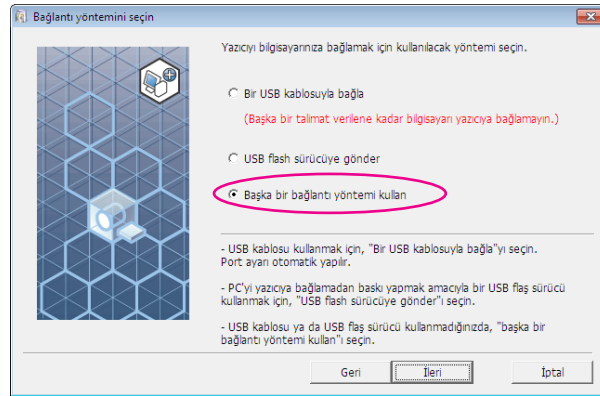 Bağlantı yöntemini seçin
Yazıcıyı bilgisayarınıza bağlamak için kullanılacak yöntemi seçin.
Bir USB kablosuyla bağla
(Başka bir talimat verilene kadar bilgisayarı yazıcıya bağlamayın.)
USB flash sürücüye gönder
Başka bir bağlantı yöntemi kullan
- USB kablosu kullanmak için, "Bir USB kablosuyla bağla"yı seçin.
Port ayarı otomatik yapılır.
- PC'yi yazıcıya bağlamadan baskı yapmak amacıyla bir USB flaş sürücü
kullanmak için, "USB flash sürücüye gönder"i seçin.
- USB kablosu ya da USB flaş sürücü kullanmadığınızda, "başka bir
bağlantı yöntemi kullan"ı seçin.
Geri İleri İptal